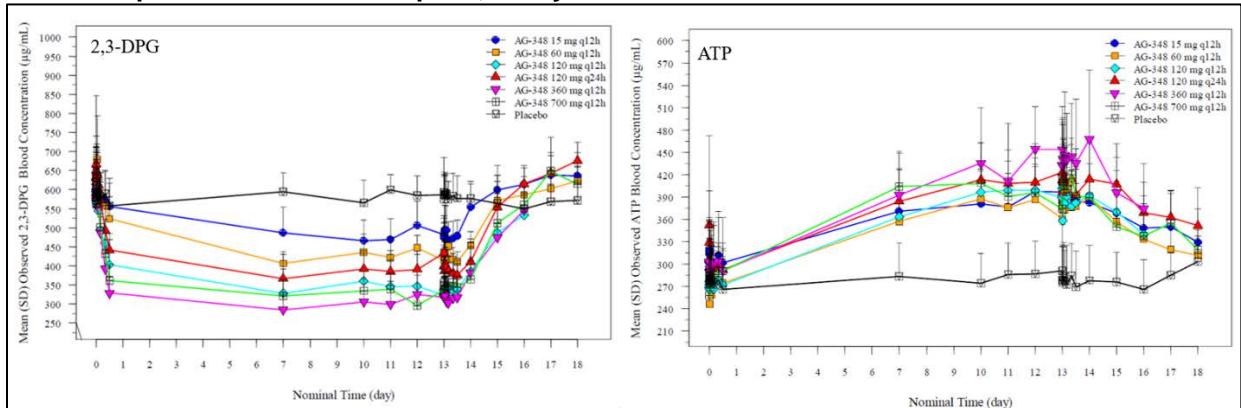 2,3-DPG
Mean (SD) Observed 2,3-DPG Blood Concentration (µg/mL)
1000
950
900
850
800
750
700
650
600
550
500
450
400
350
300
250
AG-348 15 mg q12h
AG-348 60 mg q12h
AG-348 120 mg q12h
AG-348 120 mg q24h
AG-348 360 mg q12h
AG-348 700 mg q12h
Placebo
0 1 2 3 4 5 6 7 8 9 10 11 12 13 14 15 16 17 18
Nominal Time (day)
ATP
Mean (SD) Observed ATP Blood Concentration (µg/mL)
600
570
540
510
480
450
420
390
360
330
300
270
240
210
AG-348 15 mg q12h
AG-348 60 mg q12h
AG-348 120 mg q12h
AG-348 120 mg q24h
AG-348 360 mg q12h
AG-348 700 mg q12h
Placebo
0 1 2 3 4 5 6 7 8 9 10 11 12 13 14 15 16 17 18
Nominal Time (day)